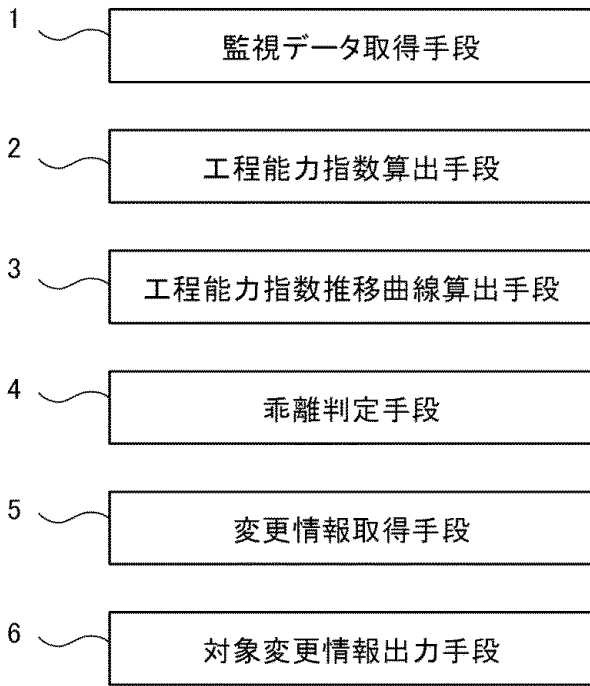 1 監視データ取得手段
2 工程能力指数算出手段
3 工程能力指数推移曲線算出手段
4 乖離判定手段
5 変更情報取得手段
6 対象変更情報出力手段